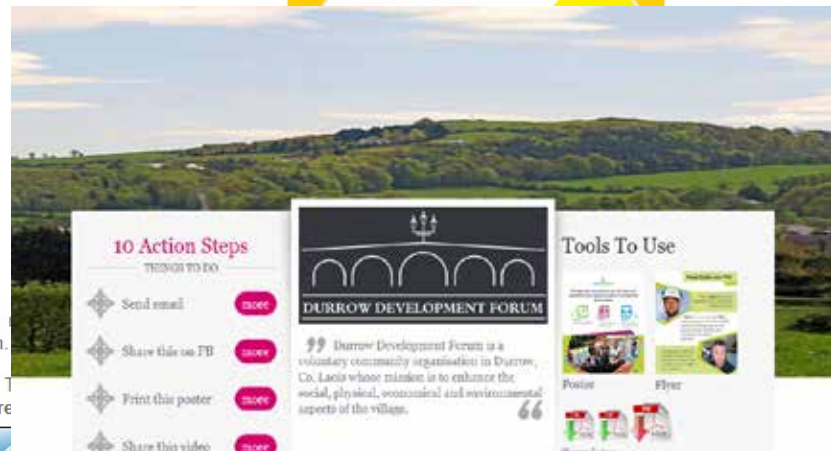 10 Action Steps
THINGS TO DO
Send email more
Share this on FB more
Print this poster more
Share this video more
DURROW DEVELOPMENT FORUM
Durrow Development Forum is a
voluntary community organisation in Durrow,
Co. Laois whose mission is to enhance the
social, physical, economical and environmental
aspects of the village.
Tools To Use
Poster Flyer